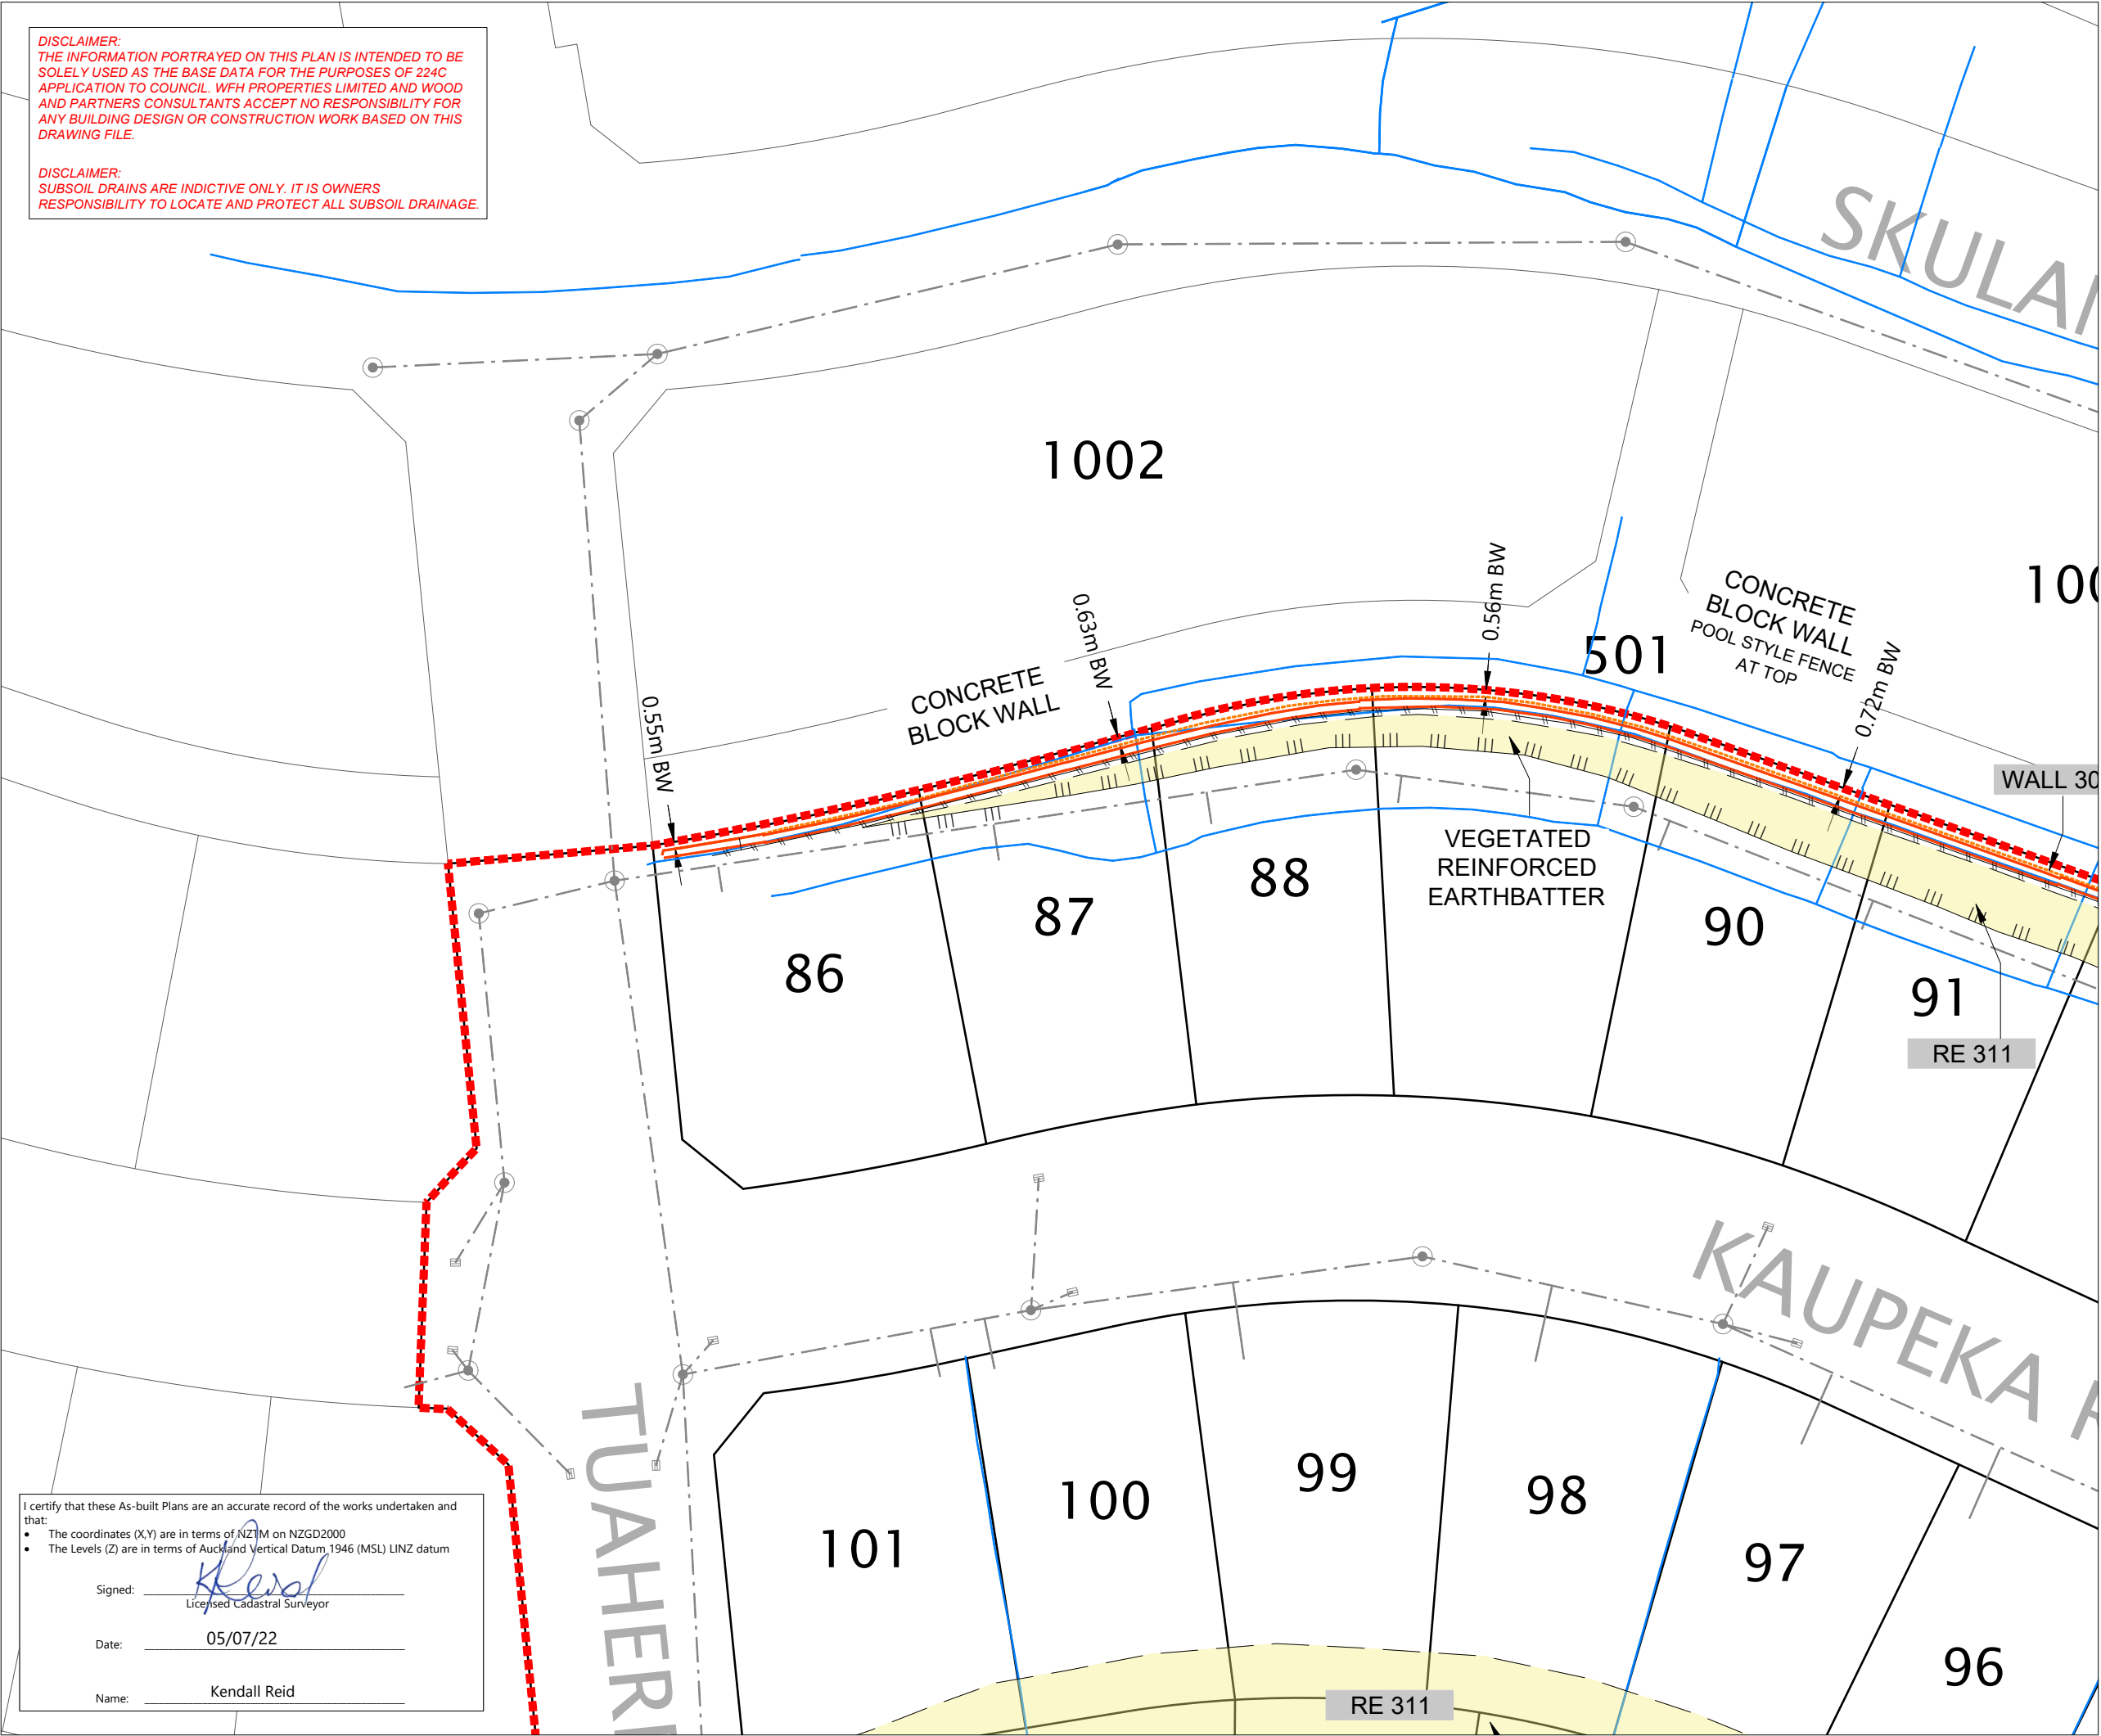 DISCLAIMER:
THE INFORMATION PORTRAYED ON THIS PLAN IS INTENDED TO BE
SOLELY USED AS THE BASE DATA FOR THE PURPOSES OF 224C
APPLICATION TO COUNCIL. WFH PROPERTIES LIMITED AND WOOD
AND PARTNERS CONSULTANTS ACCEPT NO RESPONSIBILITY FOR
ANY BUILDING DESIGN OR CONSTRUCTION WORK BASED ON THIS
DRAWING FILE.
DISCLAIMER:
SUBSOIL DRAINS ARE INDICTIVE ONLY. IT IS OWNERS
RESPONSIBILITY TO LOCATE AND PROTECT ALL SUBSOIL DRAINAGE.
SKULA
1002
100
CONCRETE
BLOCK WALL
POOL STYLE FENCE
AT TOP
501
0.56m BW
0.63m BW
0.72m BW
0.55m BW
CONCRETE
BLOCK WALL
WALL 30
VEGETATED
REINFORCED
EARTHBATTER
86
87
88
90
91
RE 311
KAUPEKA
TUAHER
101
100
99
98
97
96
RE 311
I certify that these As-built Plans are an accurate record of the works undertaken and
that:
• The coordinates (X,Y) are in terms of NZTM on NZGD2000
• The Levels (Z) are in terms of Auckland Vertical Datum 1946 (MSL) LINZ datum
Signed:
Licensed Cadastral Surveyor
Date: 05/07/22
Name: Kendall Reid